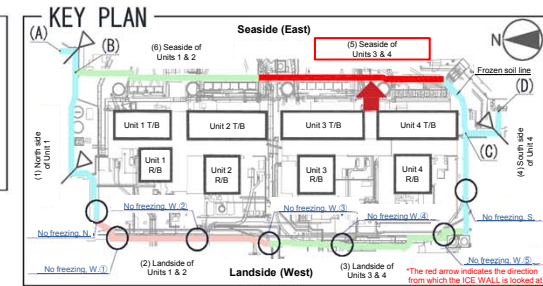 KEY PLAN
Seaside (East)
N
(A)
(B)
(6) Seaside of
Units 1 & 2
(5) Seaside of
Units 3 & 4
Frozen soil line
(D)
(1) North side
of Unit 1
Unit 1 T/B
Unit 2 T/B
Unit 3 T/B
Unit 4 T/B
(C)
(4) South side
of Unit 4
Unit 1
R/B
Unit 2
R/B
Unit 3
R/B
Unit 4
R/B
No freezing, W.②
No freezing, W.③
No freezing, W.④
No freezing, S.
No freezing, N.
No freezing, W.①
(2) Landside of
Units 1 & 2
Landside (West)
(3) Landside of
Units 3 & 4
No freezing, W.⑤
*The red arrow indicates the direction
from which the ICE WALL is looked at